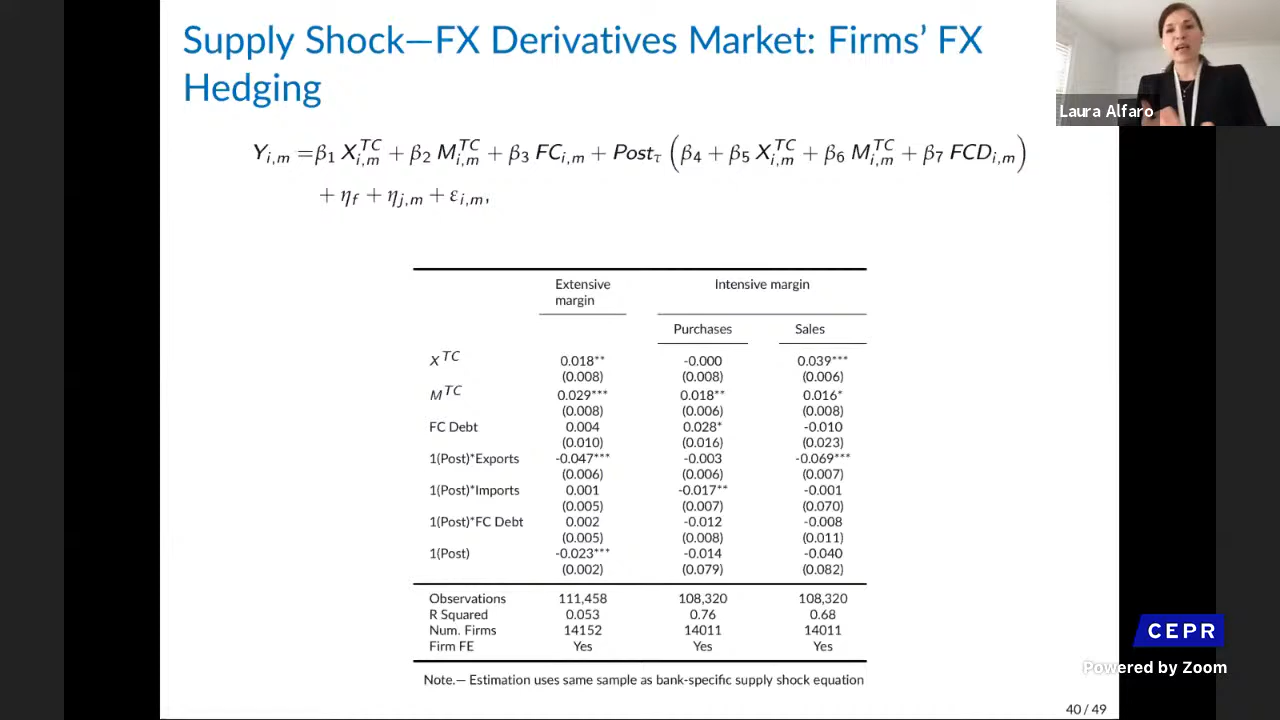 Supply Shock—FX Derivatives Market: Firms' FX
Hedging
Laura Alfaro
Y_{i,m} =β_1 X^{TC}_{i,m} + β_2 M^{TC}_{i,m} + β_3 FC_{i,m} + Post_τ (β_4 + β_5 X^{TC}_{i,m} + β_6 M^{TC}_{i,m} + β_7 FCD_{i,m})
+ η_f + η_{j,m} + ε_{i,m},
Extensive margin Intensive margin
Purchases Sales
X^{TC} 0.018** -0.000 0.039***
(0.008) (0.008) (0.006)
M^{TC} 0.029*** 0.018** 0.016*
(0.008) (0.006) (0.008)
FC Debt 0.004 0.028* -0.010
(0.010) (0.016) (0.023)
1(Post)*Exports -0.047*** -0.003 -0.069***
(0.006) (0.006) (0.007)
1(Post)*Imports 0.001 -0.017** -0.001
(0.005) (0.007) (0.070)
1(Post)*FC Debt 0.002 -0.012 -0.008
(0.005) (0.008) (0.011)
1(Post) -0.023*** -0.014 -0.040
(0.002) (0.079) (0.082)
Observations 111,458 108,320 108,320
R Squared 0.053 0.76 0.68
Num. Firms 14152 14011 14011
Firm FE Yes Yes Yes
Note.— Estimation uses same sample as bank-specific supply shock equation
CEPR
Powered by Zoom
40 / 49